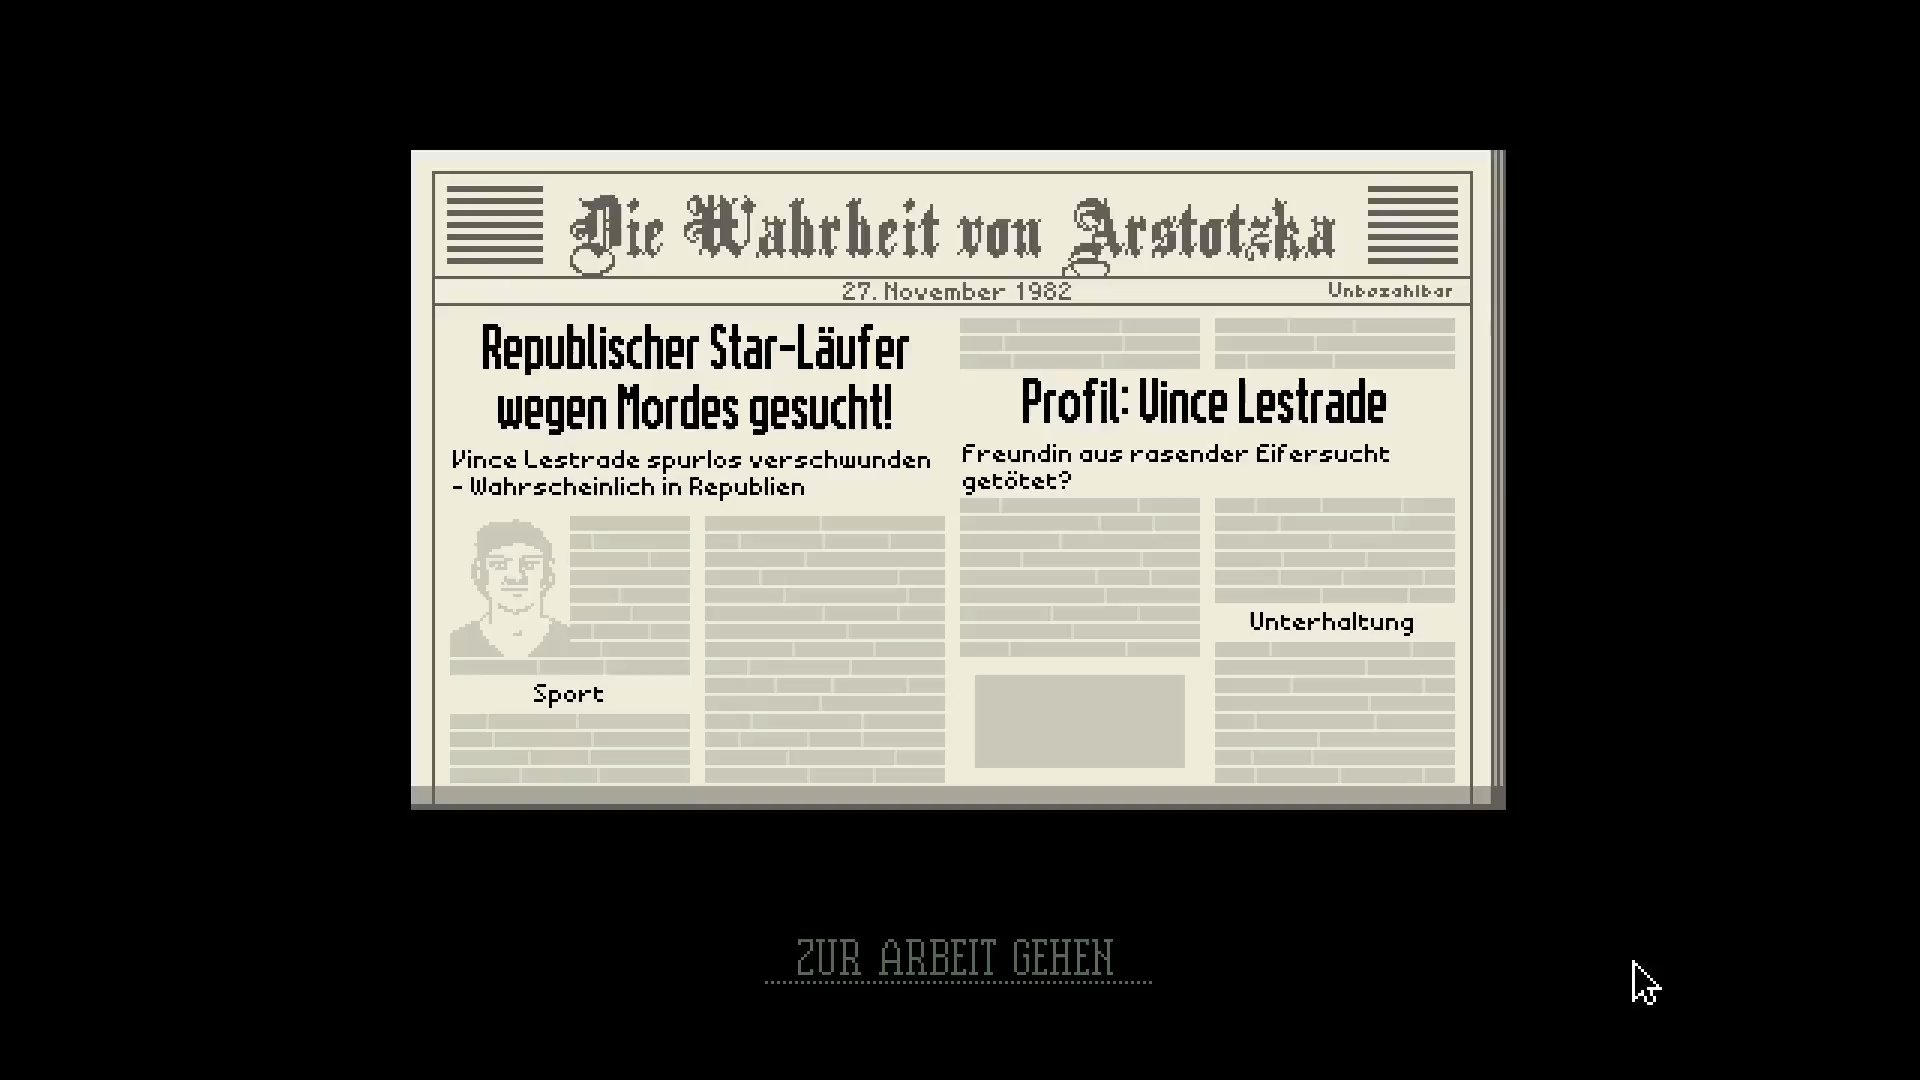 Die Wahrheit von Arstotzka
27. November 1982
Unbezahlbar
Republischer Star-Läufer
wegen Mordes gesucht!
Vince Lestrade spurlos verschwunden
- Wahrscheinlich in Republien
Sport
Profil: Vince Lestrade
Freundin aus rasender Eifersucht
getötet?
Unterhaltung
ZUR ARBEIT GEHEN